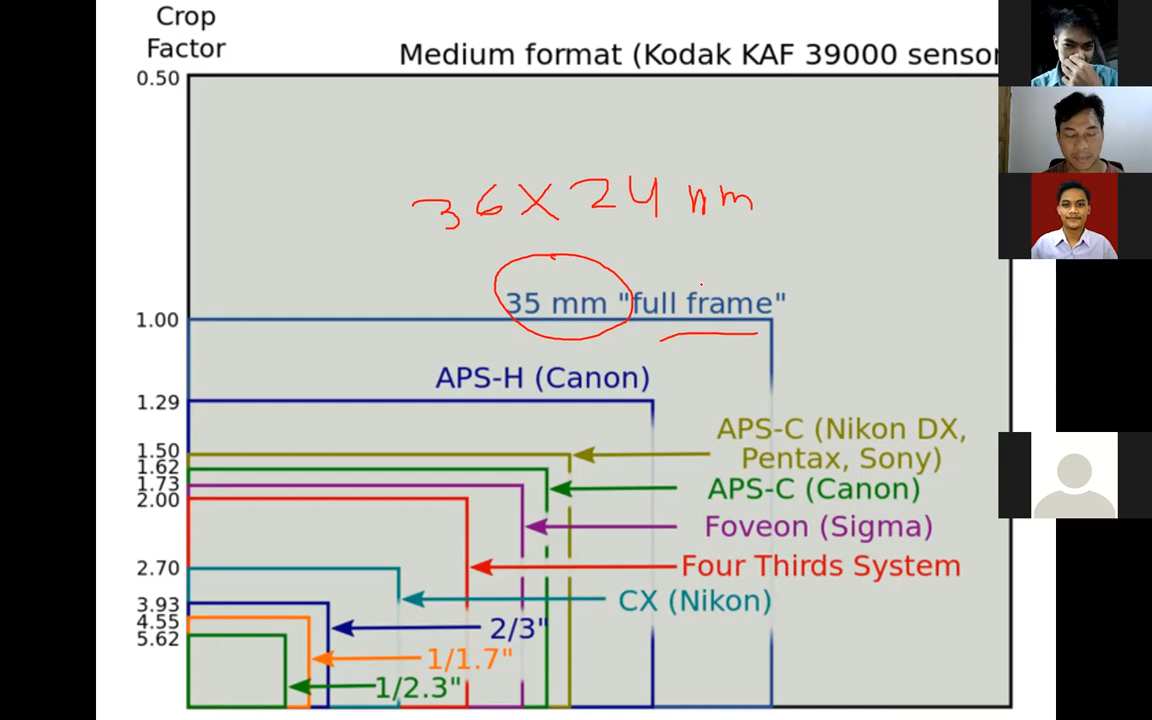 Crop
Factor
Medium format (Kodak KAF 39000 sensor
0.50
36 X 24 mm
35 mm "full frame"
1.00
APS-H (Canon)
1.29
APS-C (Nikon DX,
Pentax, Sony)
1.50
1.62
APS-C (Canon)
1.73
2.00
Foveon (Sigma)
Four Thirds System
2.70
CX (Nikon)
3.93
2/3"
4.55
1/1.7"
5.62
1/2.3"